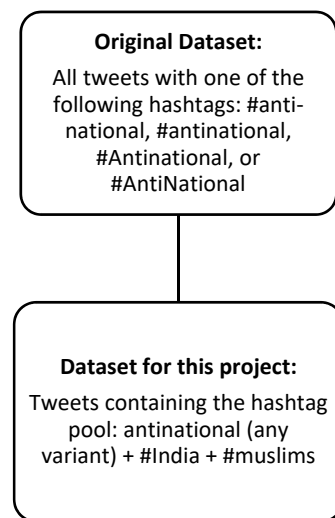 Original Dataset:
All tweets with one of the
following hashtags: #anti-
national, #antinational,
#Antinational, or
#AntiNational
Dataset for this project:
Tweets containing the hashtag
pool: antinational (any
variant) + #India + #muslims